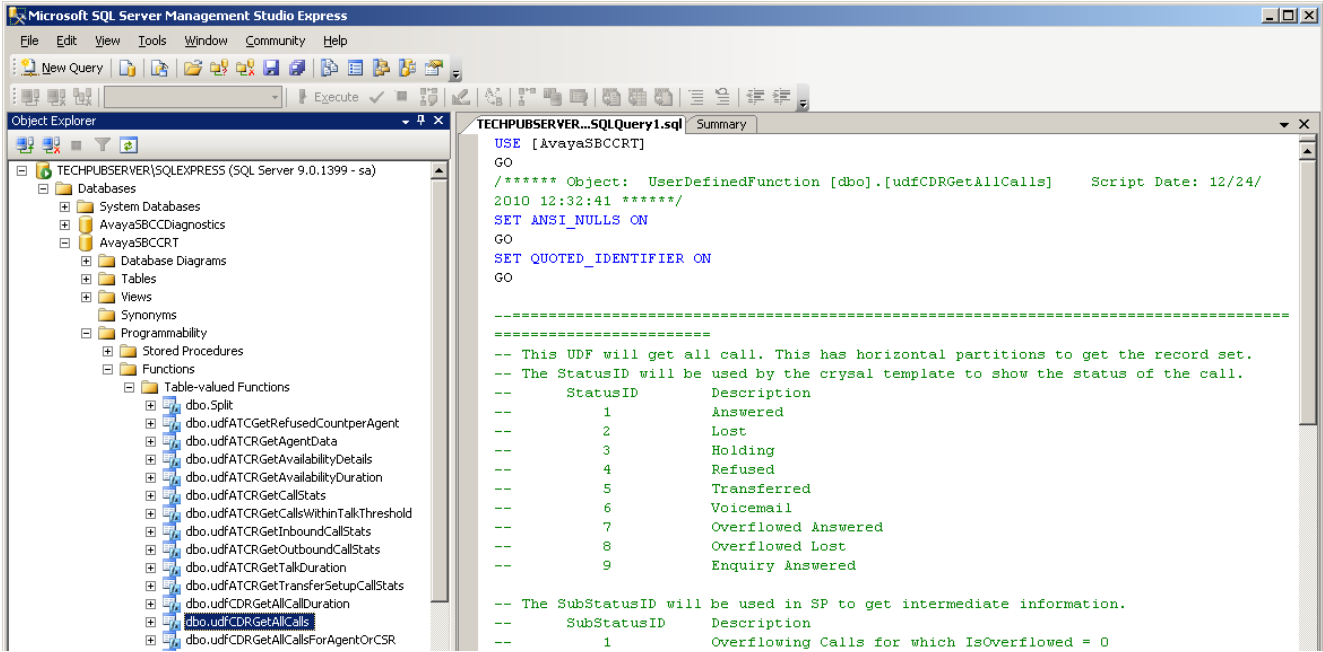 Microsoft SQL Server Management Studio Express
File Edit View Tools Window Community Help
New Query
Execute
Object Explorer
TECHPUBSERVER\SQLEXPRESS (SQL Server 9.0.1399 - sa)
Databases
System Databases
AvayaSBCCDiagnostics
AvayaSBCCRT
Database Diagrams
Tables
Views
Synonyms
Programmability
Stored Procedures
Functions
Table-valued Functions
dbo.Split
dbo.udfATCGetRefusedCountperAgent
dbo.udfATCRGetAgentData
dbo.udfATCRGetAvailabilityDetails
dbo.udfATCRGetAvailabilityDuration
dbo.udfATCRGetCallStats
dbo.udfATCRGetCallsWithinTalkThreshold
dbo.udfATCRGetInboundCallStats
dbo.udfATCRGetOutboundCallStats
dbo.udfATCRGetTalkDuration
dbo.udfATCRGetTransferSetupCallStats
dbo.udfCDRGetAllCallDuration
dbo.udfCDRGetAllCalls
dbo.udfCDRGetAllCallsForAgentOrCSR
TECHPUBSERVER...SQLQuery1.sql Summary
USE [AvayaSBCCRT]
GO
/****** Object: UserDefinedFunction [dbo].[udfCDRGetAllCalls] Script Date: 12/24/
2010 12:32:41 ******/
SET ANSI_NULLS ON
GO
SET QUOTED_IDENTIFIER ON
GO
--======================================================================================
========================
-- This UDF will get all call. This has horizontal partitions to get the record set.
-- The StatusID will be used by the crysal template to show the status of the call.
-- StatusID Description
-- 1 Answered
-- 2 Lost
-- 3 Holding
-- 4 Refused
-- 5 Transferred
-- 6 Voicemail
-- 7 Overflowed Answered
-- 8 Overflowed Lost
-- 9 Enquiry Answered
-- The SubStatusID will be used in SP to get intermediate information.
-- SubStatusID Description
-- 1 Overflowing Calls for which IsOverflowed = 0